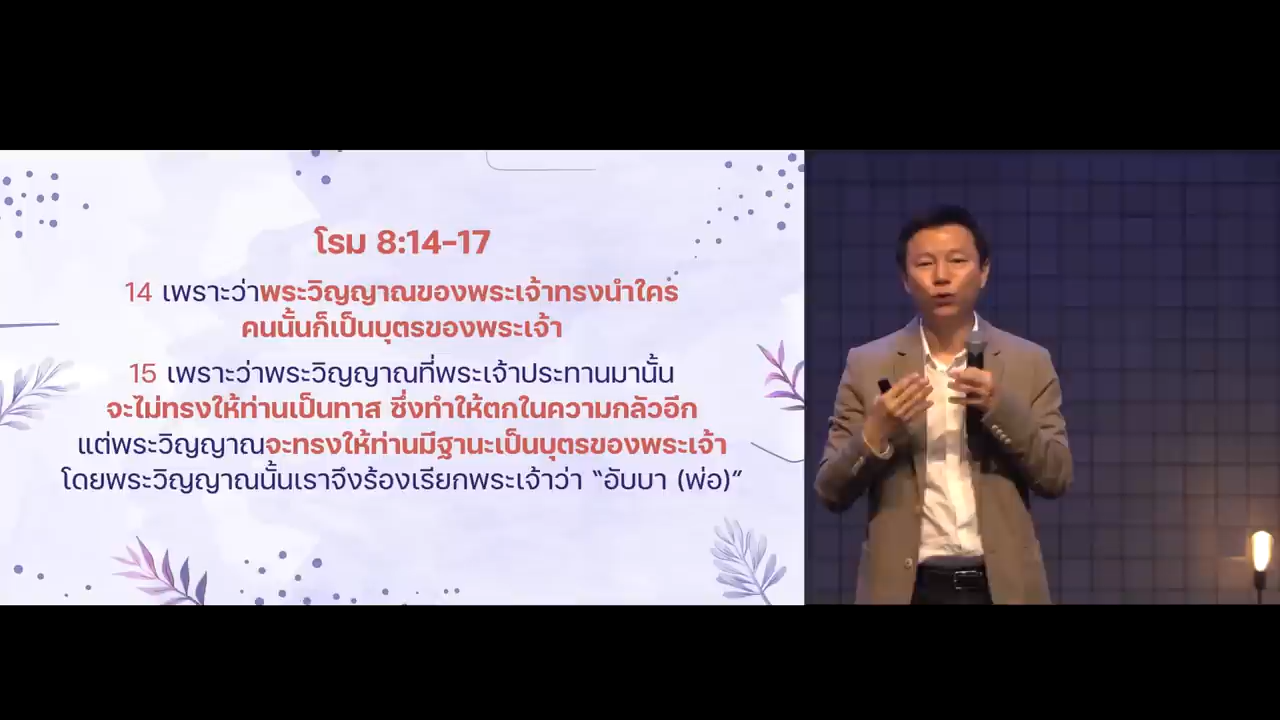 โรม 8:14-17
14 เพราะว่าพระวิญญาณของพระเจ้าทรงนำใคร
คนนั้นก็เป็นบุตรของพระเจ้า
15 เพราะว่าพระวิญญาณที่พระเจ้าประทานมานั้น
จะไม่ทรงให้ท่านเป็นทาส ซึ่งทำให้ตกในความกลัวอีก
แต่พระวิญญาณจะทรงให้ท่านมีฐานะเป็นบุตรของพระเจ้า
โดยพระวิญญาณนั้นเราจึงร้องเรียกพระเจ้าว่า “อับบา (พ่อ)”